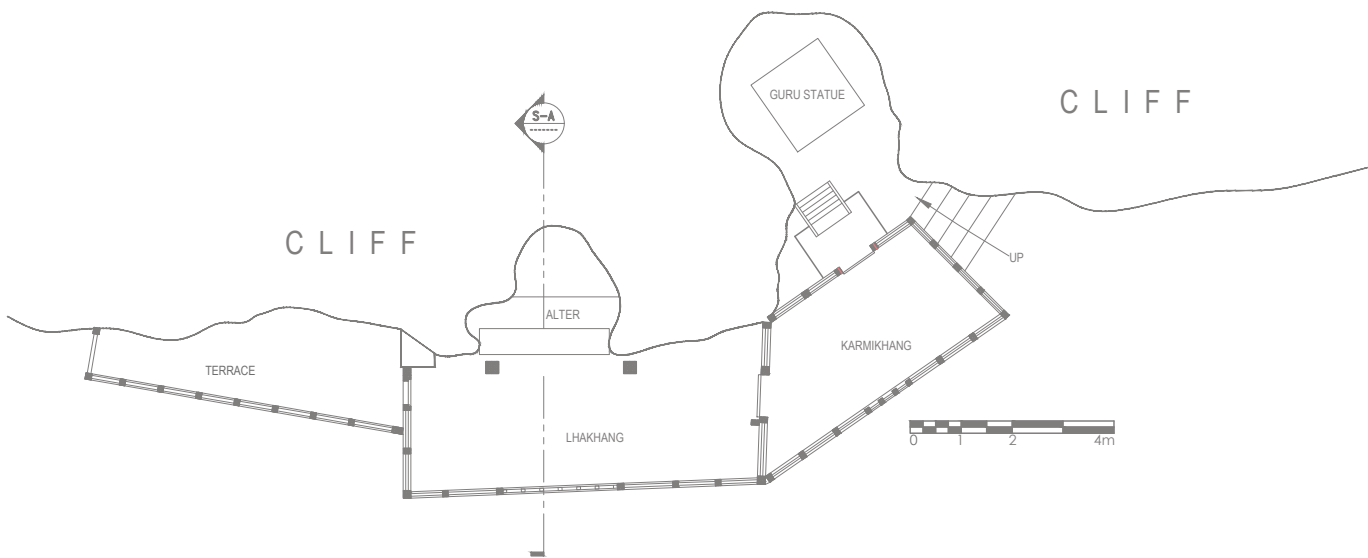 GURU STATUE
C L I F F
S-A
C L I F F
UP
ALTER
KARMIKHANG
TERRACE
LHAKHANG
0 1 2 4m